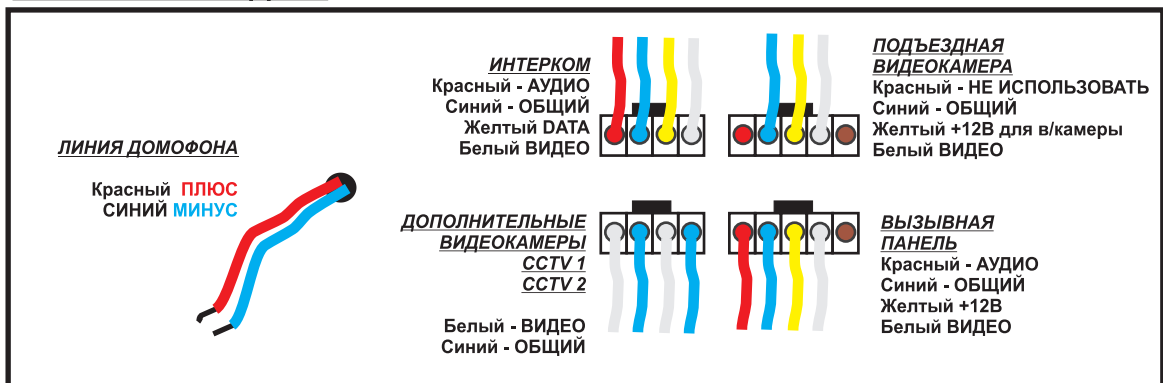 ЛИНИЯ ДОМОФОНА
Красный ПЛЮС
СИНИЙ МИНУС
ИНТЕРКОМ
Красный - АУДИО
Синий - ОБЩИЙ
Желтый DATA
Белый ВИДЕО
ПОДЪЕЗДНАЯ
ВИДЕОКАМЕРА
Красный - НЕ ИСПОЛЬЗОВАТЬ
Синий - ОБЩИЙ
Желтый +12В для в/камеры
Белый ВИДЕО
ДОПОЛНИТЕЛЬНЫЕ
ВИДЕОКАМЕРЫ
CCTV 1
CCTV 2
Белый - ВИДЕО
Синий - ОБЩИЙ
ВЫЗЫВНАЯ
ПАНЕЛЬ
Красный - АУДИО
Синий - ОБЩИЙ
Желтый +12В
Белый ВИДЕО